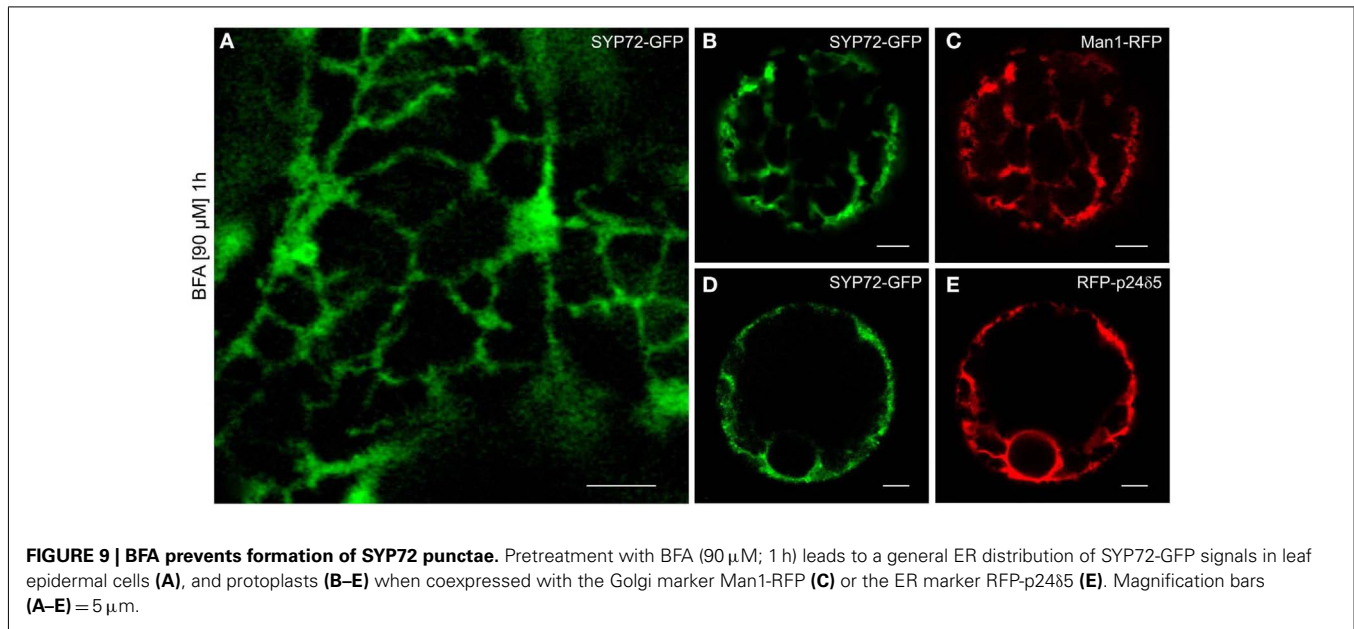 A
SYP72-GFP
B
SYP72-GFP
C
Man1-RFP
BFA [90 μM] 1h
D
SYP72-GFP
E
RFP-p24δ5
FIGURE 9 | BFA prevents formation of SYP72 punctae. Pretreatment with BFA (90 μM; 1 h) leads to a general ER distribution of SYP72-GFP signals in leaf
epidermal cells (A), and protoplasts (B–E) when coexpressed with the Golgi marker Man1-RFP (C) or the ER marker RFP-p24δ5 (E). Magnification bars
(A–E) = 5 μm.